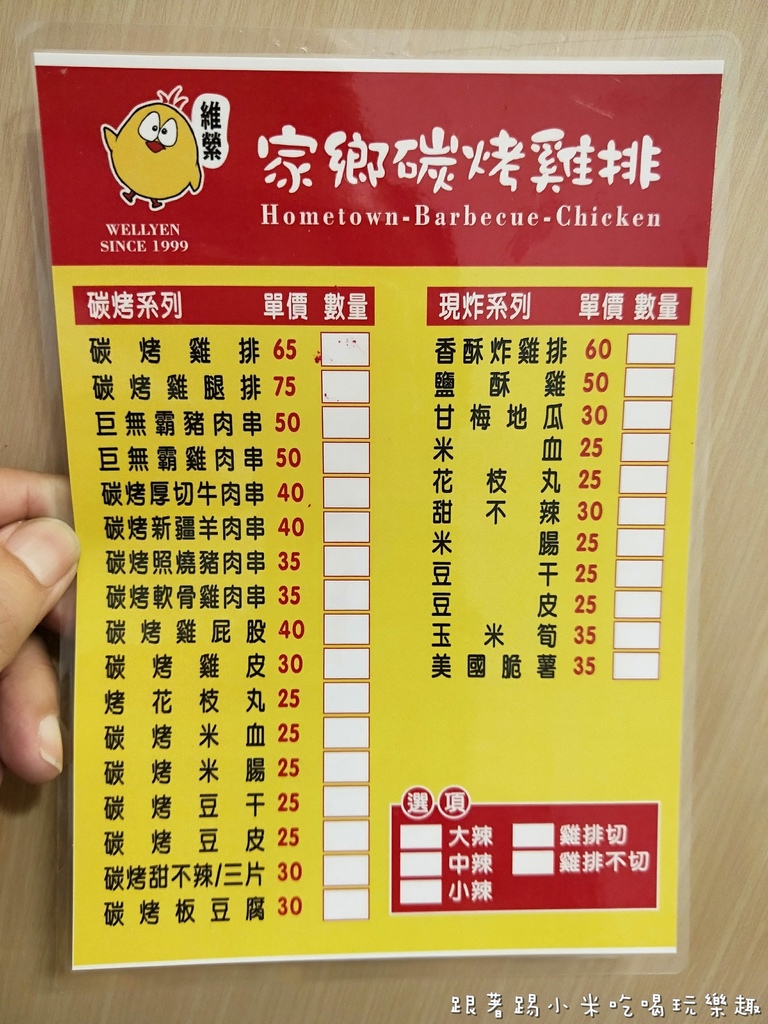 維縈
家鄉碳烤雞排
Hometown-Barbecue-Chicken
WELLYEN
SINCE 1999
碳烤系列 單價 數量
碳烤雞排 65
碳烤雞腿排 75
巨無霸豬肉串 50
巨無霸雞肉串 50
碳烤厚切牛肉串 40
碳烤新疆羊肉串 40
碳烤照燒豬肉串 35
碳烤軟骨雞肉串 35
碳烤雞屁股 40
碳烤雞皮 30
烤花枝丸 25
碳烤米血 25
碳烤米腸 25
碳烤豆干 25
碳烤豆皮 25
碳烤甜不辣/三片 30
碳烤板豆腐 30
現炸系列 單價 數量
香酥炸雞排 60
鹽酥雞 50
甘梅地瓜 30
米血 25
花枝丸 25
甜不辣 30
米腸 25
豆干 25
豆皮 25
玉米筍 35
美國脆薯 35
選項
大辣 雞排切
中辣 雞排不切
小辣
跟著踢小米吃喝玩樂趣